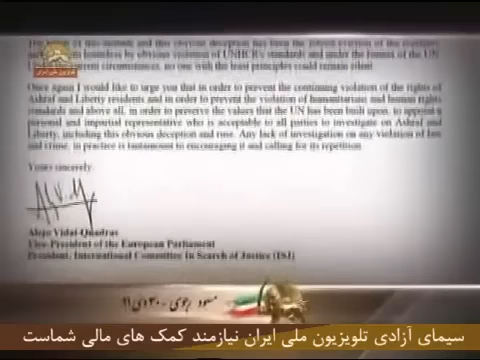 Once again I would like to urge you that in order to prevent the continuing violation of the rights of
Ashraf and Liberty residents and in order to prevent the violation of humanitarian and human rights
standards and above all, in order to preserve the values that the UN has been built upon, to appoint a
personal and impartial representative who is acceptable to all parties to investigate on Ashraf and
Liberty, including this obvious deception and ruse. Any lack of investigation on any violation of law
and crime, in practice is tantamount to encouraging it and calling for its repetition.
Yours sincerely
Alejo Vidal-Quadras
Vice-President of the European Parliament
President, International Committee in Search of Justice (ISJ)
مسعود رجوی - ۳۰ دی ۹۱
سیمای آزادی تلویزیون ملی ایران نیازمند کمک های مالی شماست